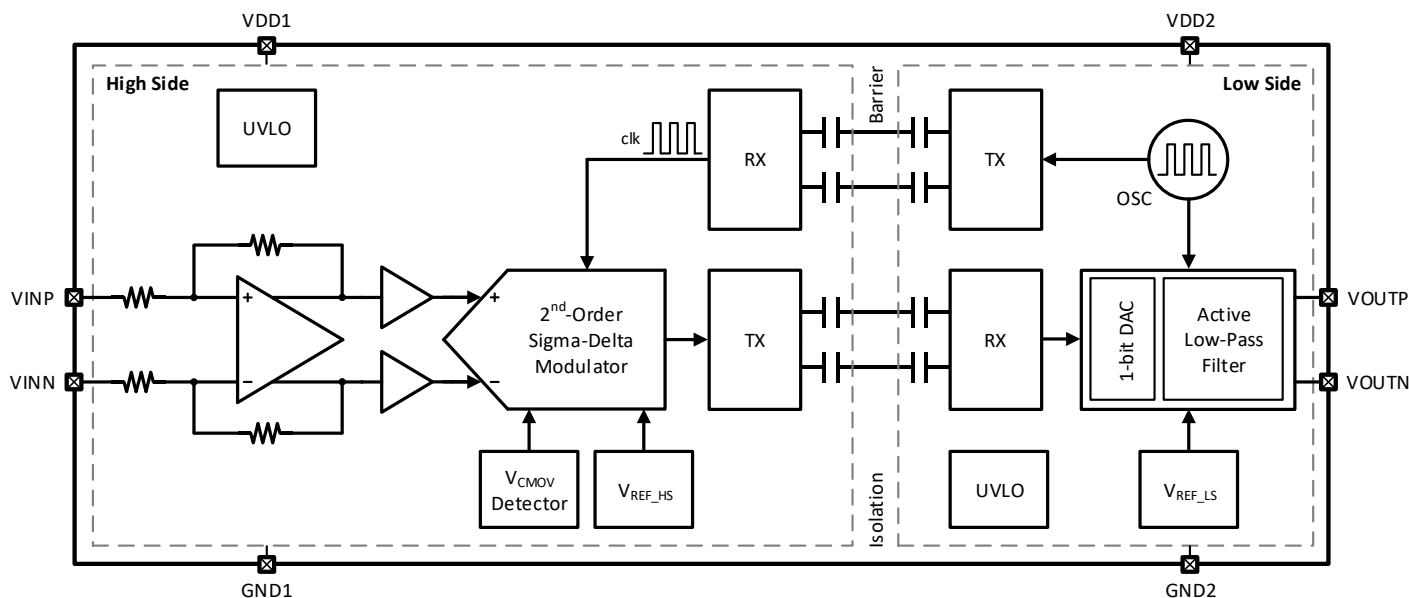 VDD1
VDD2
High Side
Low Side
Barrier
UVLO
clk
RX
TX
OSC
VINP
VINN
+
−
+
−
2nd-Order
Sigma-Delta
Modulator
TX
RX
1-bit DAC
Active
Low-Pass
Filter
VOUTP
VOUTN
VCMOV
Detector
VREF_HS
Isolation
UVLO
VREF_LS
GND1
GND2